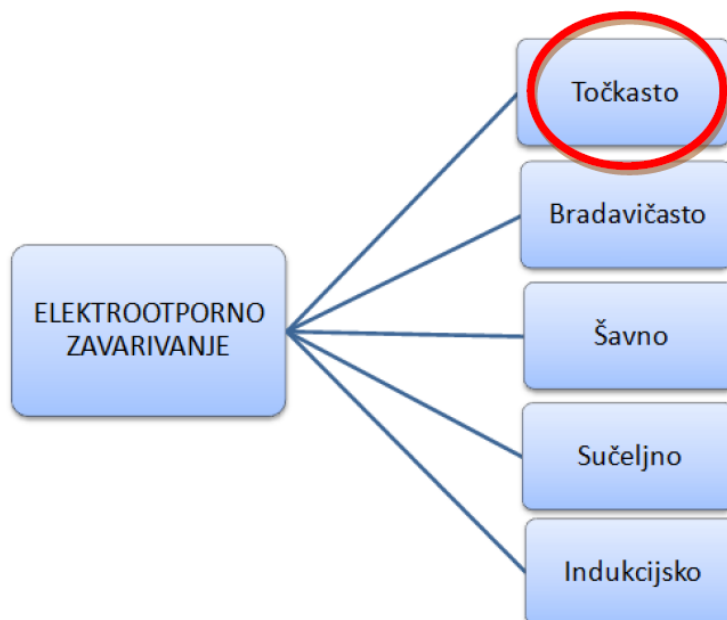 ELEKTROOTPORNO
ZAVARIVANJE
Točkasto
Bradavičasto
Šavno
Sučeljno
Indukcijsko